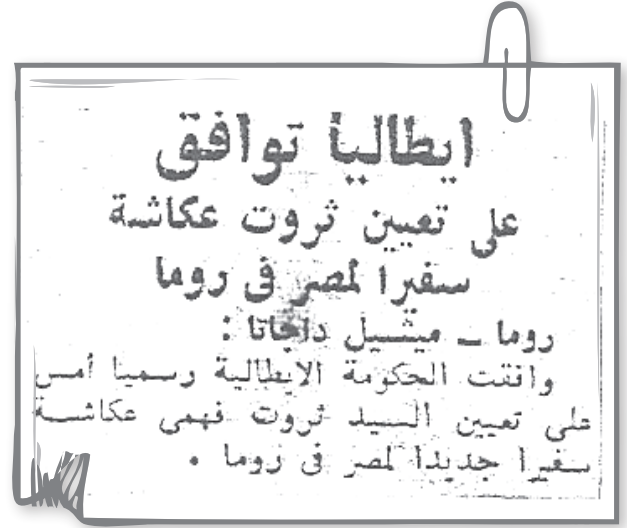 ايطاليا توافق
على تعيين ثروت عكاشة
سفيرا لمصر فى روما
روما ــ ميشيل داجاتا :
وافقت الحكومة الايطالية رسميا أمس
على تعيين السيد ثروت فهمى عكاشة
سفيرا جديدا لمصر فى روما .